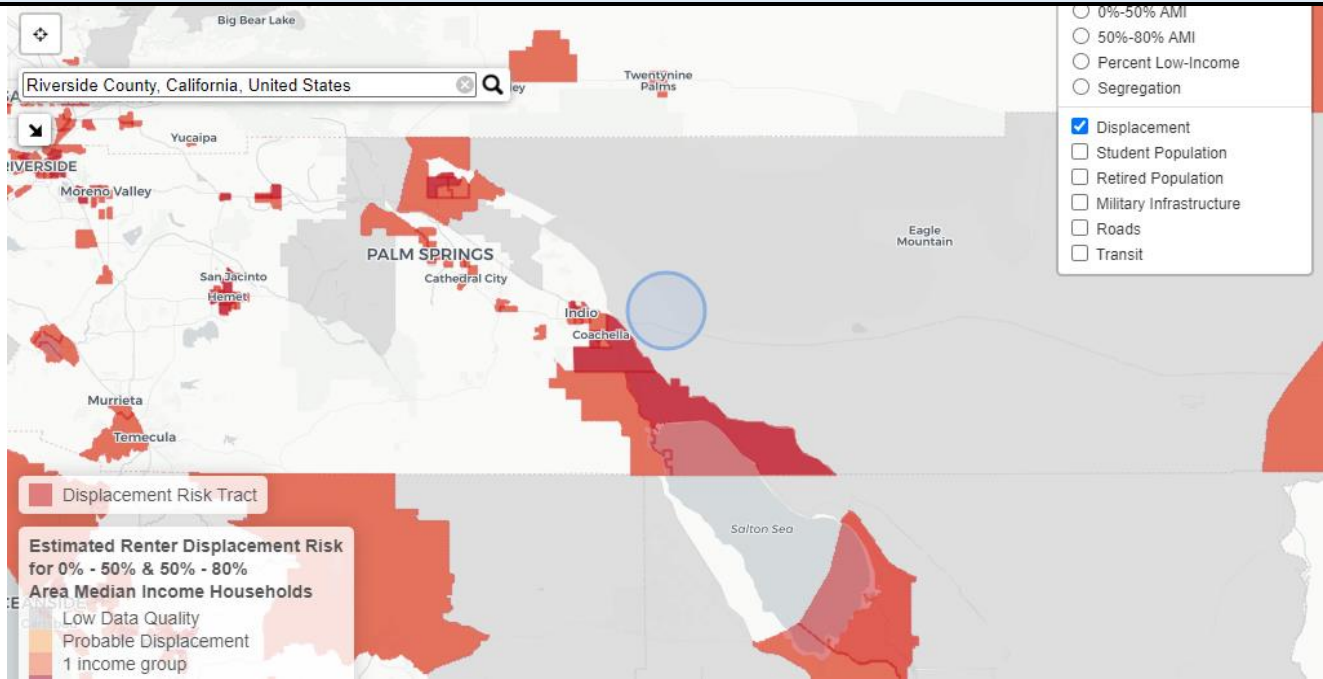 Big Bear Lake
0%-50% AMI
50%-80% AMI
Percent Low-Income
Segregation
Riverside County, California, United States
ey
Twentynine
Palms
Displacement
Student Population
Retired Population
Military Infrastructure
Roads
Transit
Yucaipa
RIVERSIDE
Moreno Valley
Eagle
Mountain
PALM SPRINGS
Cathedral City
San Jacinto
Hemet
Indio
Coachella
Murrieta
Temecula
Displacement Risk Tract
Salton Sea
Estimated Renter Displacement Risk
for 0% - 50% & 50% - 80%
Area Median Income Households
Low Data Quality
Probable Displacement
1 income group